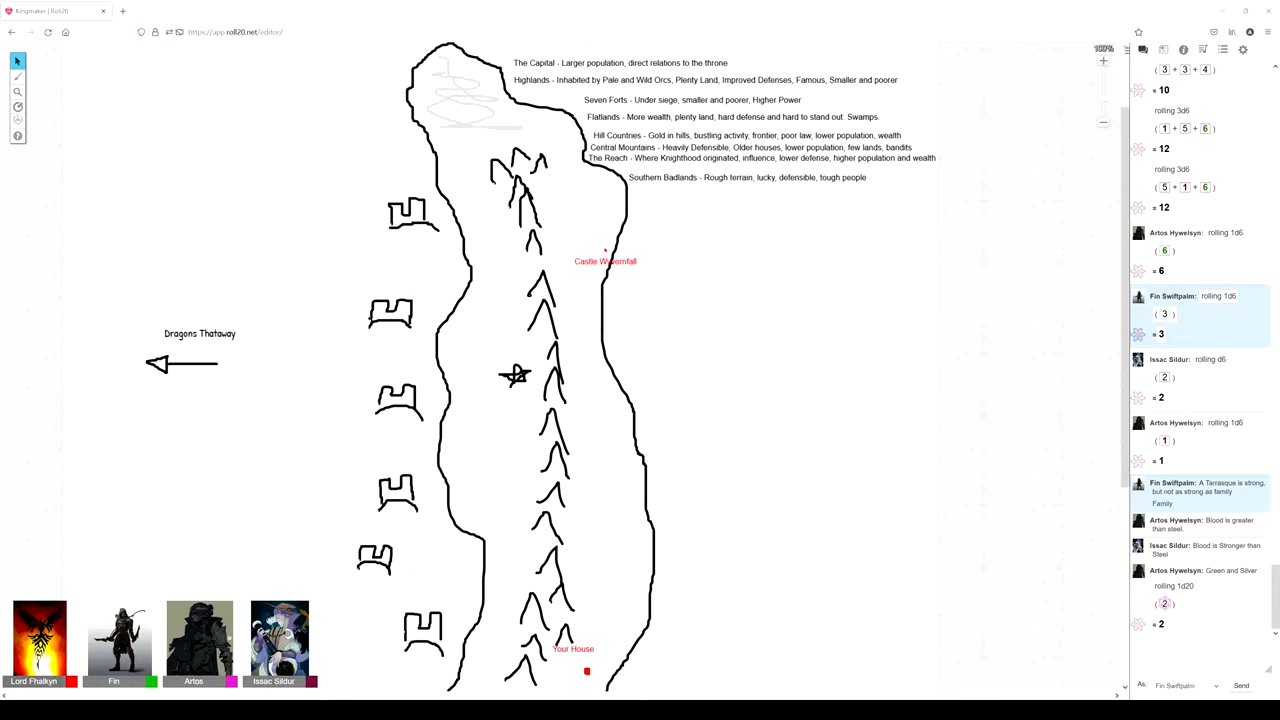 Kingmaker | Roll20
https://app.roll20.net/editor/
100%
The Capital - Larger population, direct relations to the throne
Highlands - Inhabited by Pale and Wild Orcs, Plenty Land, Improved Defenses, Famous, Smaller and poorer
Seven Forts - Under siege, smaller and poorer, Higher Power
Flatlands - More wealth, plenty land, hard defense and hard to stand out. Swamps.
Hill Countries - Gold in hills, bustling activity, frontier, poor law, lower population, wealth
Central Mountains - Heavily Defensible, Older houses, lower population, few lands, bandits
The Reach - Where Knighthood originated, influence, lower defense, higher population and wealth
Southern Badlands - Rough terrain, lucky, defensible, tough people
Castle Wyvernfall
Dragons Thataway
Your House
Lord Fhalkyn
Fin
Artos
Issac Sildur
( 3 + 3 + 4 )
= 10
rolling 3d6
( 1 + 5 + 6 )
= 12
rolling 3d6
( 5 + 1 + 6 )
= 12
Artos Hywelsyn: rolling 1d6
( 6 )
= 6
Fin Swiftpalm: rolling 1d6
( 3 )
= 3
Issac Sildur: rolling d6
( 2 )
= 2
Artos Hywelsyn: rolling 1d6
( 1 )
= 1
Fin Swiftpalm: A Tarrasque is strong,
but not as strong as family
Family
Artos Hywelsyn: Blood is greater
than steel.
Issac Sildur: Blood is Stronger than
Steel
Artos Hywelsyn: Green and Silver
rolling 1d20
( 2 )
= 2
As: Fin Swiftpalm
Send